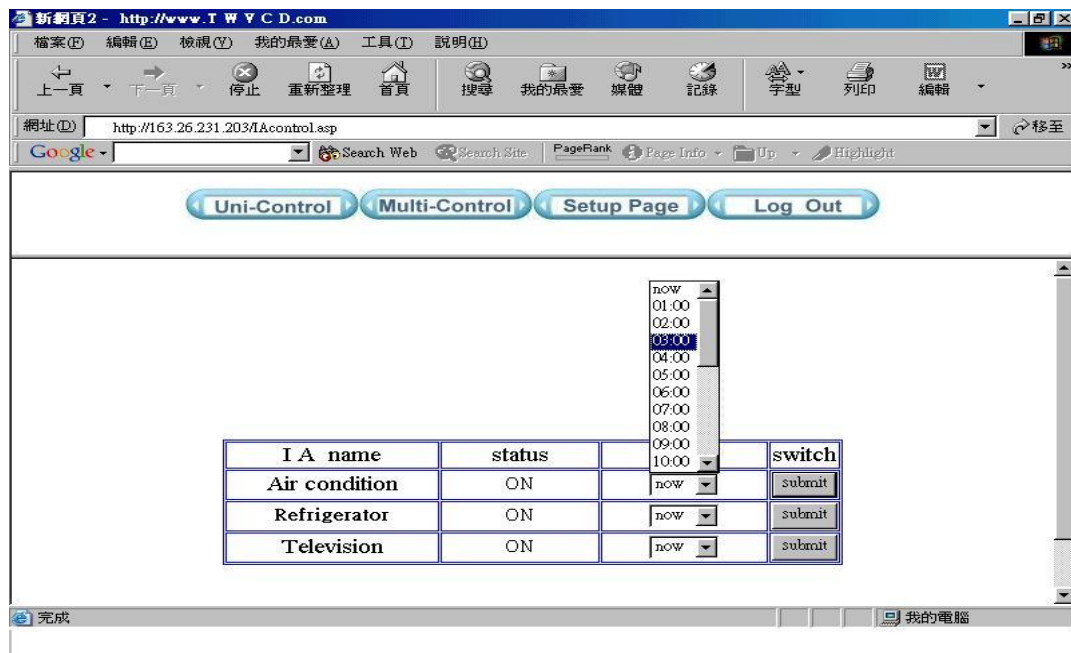 新網頁2 - http://www.T W V C D.com
檔案(F) 編輯(E) 檢視(V) 我的最愛(A) 工具(T) 說明(H)
上一頁 下一頁 停止 重新整理 首頁 搜尋 我的最愛 媒體 記錄 字型 列印 編輯
網址(D) http://163.26.231.203/IAcontrol.asp 移至
Google Search Web Search Site PageRank Page Info Up Highlight
Uni-Control Multi-Control Setup Page Log Out
now
01:00
02:00
03:00
04:00
05:00
06:00
07:00
08:00
09:00
10:00
I A name status switch
Air condition ON now submit
Refrigerator ON now submit
Television ON now submit
完成 我的電腦